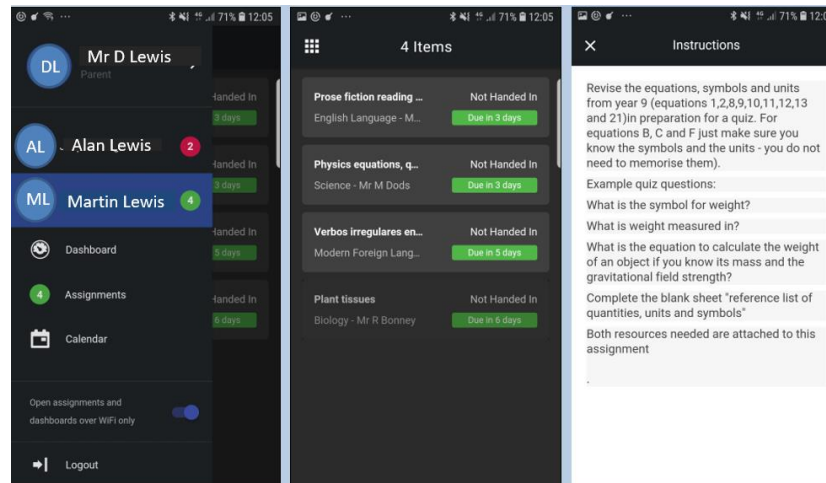 71% 12:05
DL
Mr D Lewis
Parent
AL
Alan Lewis
2
ML
Martin Lewis
4
Dashboard
4
Assignments
Calendar
Open assignments and
dashboards over WiFi only
Logout
Handed In
3 days
Handed In
3 days
Handed In
5 days
Handed In
6 days
71% 12:05
4 Items
Prose fiction reading ... Not Handed In
English Language - M... Due in 3 days
Physics equations, q... Not Handed In
Science - Mr M Dods Due in 3 days
Verbos irregulares en... Not Handed In
Modern Foreign Lang... Due in 5 days
Plant tissues Not Handed In
Biology - Mr R Bonney Due in 6 days
71% 12:0
Instructions
Revise the equations, symbols and units
from year 9 (equations 1,2,8,9,10,11,12,13
and 21)in preparation for a quiz. For
equations B, C and F just make sure you
know the symbols and the units - you do not
need to memorise them).
Example quiz questions:
What is the symbol for weight?
What is weight measured in?
What is the equation to calculate the weight
of an object if you know its mass and the
gravitational field strength?
Complete the blank sheet "reference list of
quantities, units and symbols"
Both resources needed are attached to this
assignment
.